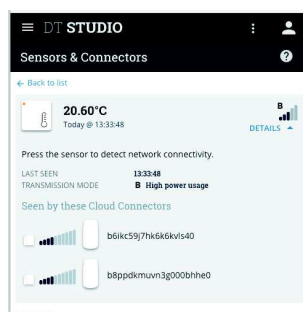 DT STUDIO
Sensors & Connectors
?
← Back to list
20.60°C
Today @ 13:33:48
B
DETAILS
Press the sensor to detect network connectivity.
LAST SEEN 13:33:48
TRANSMISSION MODE B High power usage
Seen by these Cloud Connectors
b6ikc59j7hk6k6kvls40
b8ppdkmuvn3g000bhhe0